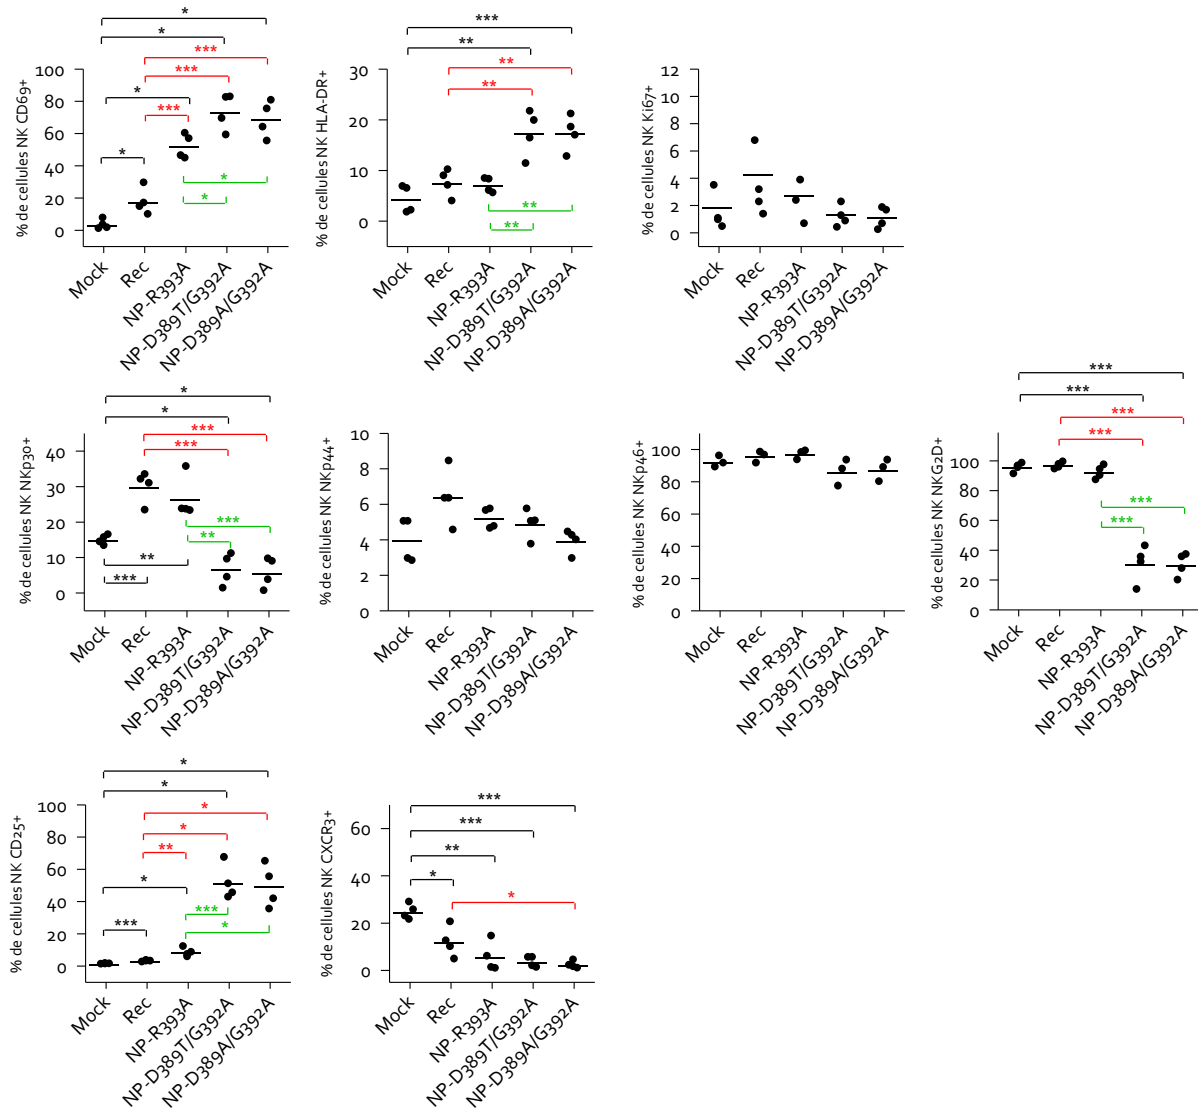 *
*
***
***
*
***
*
*
*
% de cellules NK CD69+
100
80
60
40
20
0
Mock
Rec
NP-R393A
NP-D389T/G392A
NP-D389A/G392A
***
**
**
**
**
**
% de cellules NK HLA-DR+
30
20
10
0
Mock
Rec
NP-R393A
NP-D389T/G392A
NP-D389A/G392A
% de cellules NK Ki67+
12
10
8
6
4
2
0
Mock
Rec
NP-R393A
NP-D389T/G392A
NP-D389A/G392A
*
*
***
***
***
**
**
***
% de cellules NK NKp30+
40
30
20
10
0
Mock
Rec
NP-R393A
NP-D389T/G392A
NP-D389A/G392A
% de cellules NK NKp44+
10
8
6
4
2
0
Mock
Rec
NP-R393A
NP-D389T/G392A
NP-D389A/G392A
% de cellules NK NKp46+
100
80
60
40
20
0
Mock
Rec
NP-R393A
NP-D389T/G392A
NP-D389A/G392A
***
***
***
***
***
***
% de cellules NK NKG2D+
100
80
60
40
20
0
Mock
Rec
NP-R393A
NP-D389T/G392A
NP-D389A/G392A
*
*
*
*
**
*
***
***
*
% de cellules NK CD25+
100
80
60
40
20
0
Mock
Rec
NP-R393A
NP-D389T/G392A
NP-D389A/G392A
***
***
**
*
*
% de cellules NK CXCR3+
60
40
20
0
Mock
Rec
NP-R393A
NP-D389T/G392A
NP-D389A/G392A